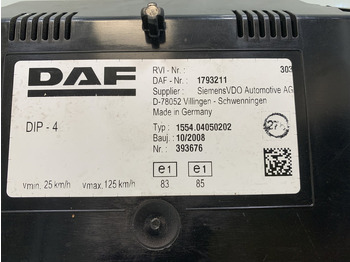 DAF
RVI - Nr. : 303
DAF - Nr. : 1793211
Supplier : SiemensVDO Automotive AG
D-78052 Villingen - Schwenningen
Made in Germany
DIP - 4
Typ : 1554.04050202
Bauj. : 10/2008
Nr. : 393676
e1 e1
Vmin. 25 km/h Vmax. 125 km/h 83 85